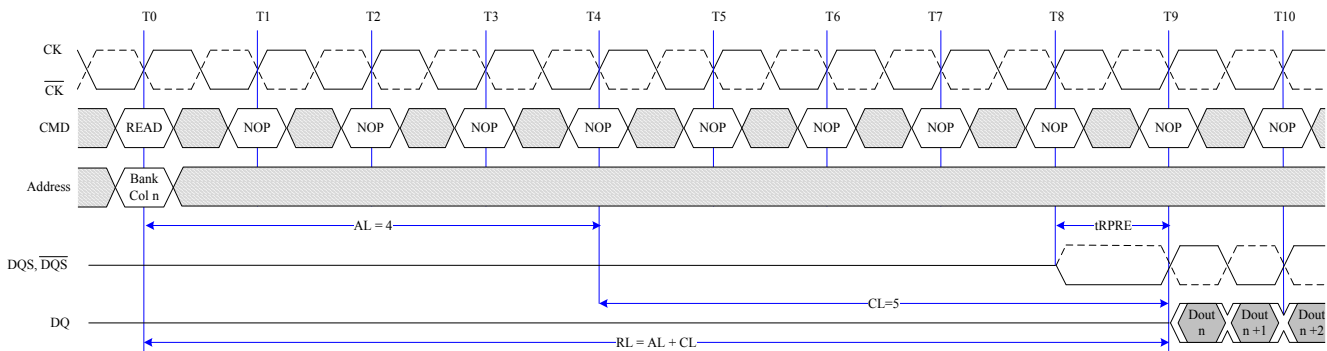 T0 T1 T2 T3 T4 T5 T6 T7 T8 T9 T10
CK
CK
CMD READ NOP NOP NOP NOP NOP NOP NOP NOP NOP NOP
Address Bank
Col n
AL = 4 tRPRE
DQS, DQS
CL=5
DQ Dout Dout Dout
n n +1 n +2
RL = AL + CL